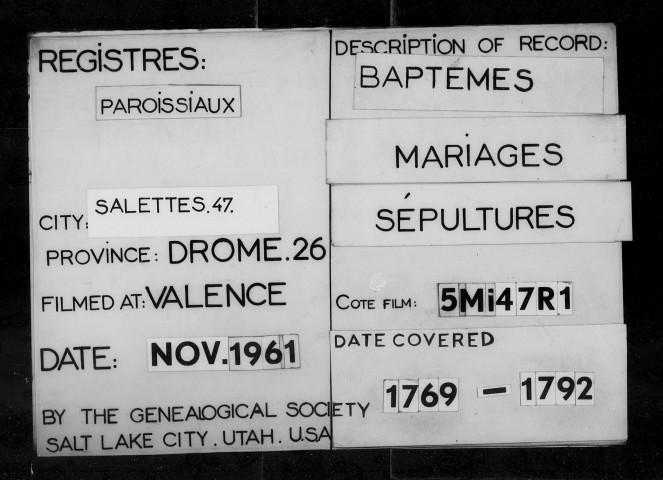 REGISTRES:
PAROISSIAUX
CITY: SALETTES.47.
PROVINCE: DROME.26
FILMED AT: VALENCE
DATE: NOV.1961
BY THE GENEALOGICAL SOCIETY
SALT LAKE CITY. UTAH. U.S.A
DESCRIPTION OF RECORD:
BAPTEMES
MARIAGES
SÉPULTURES
COTE FILM: 5Mi47R1
DATE COVERED
1769 - 1792